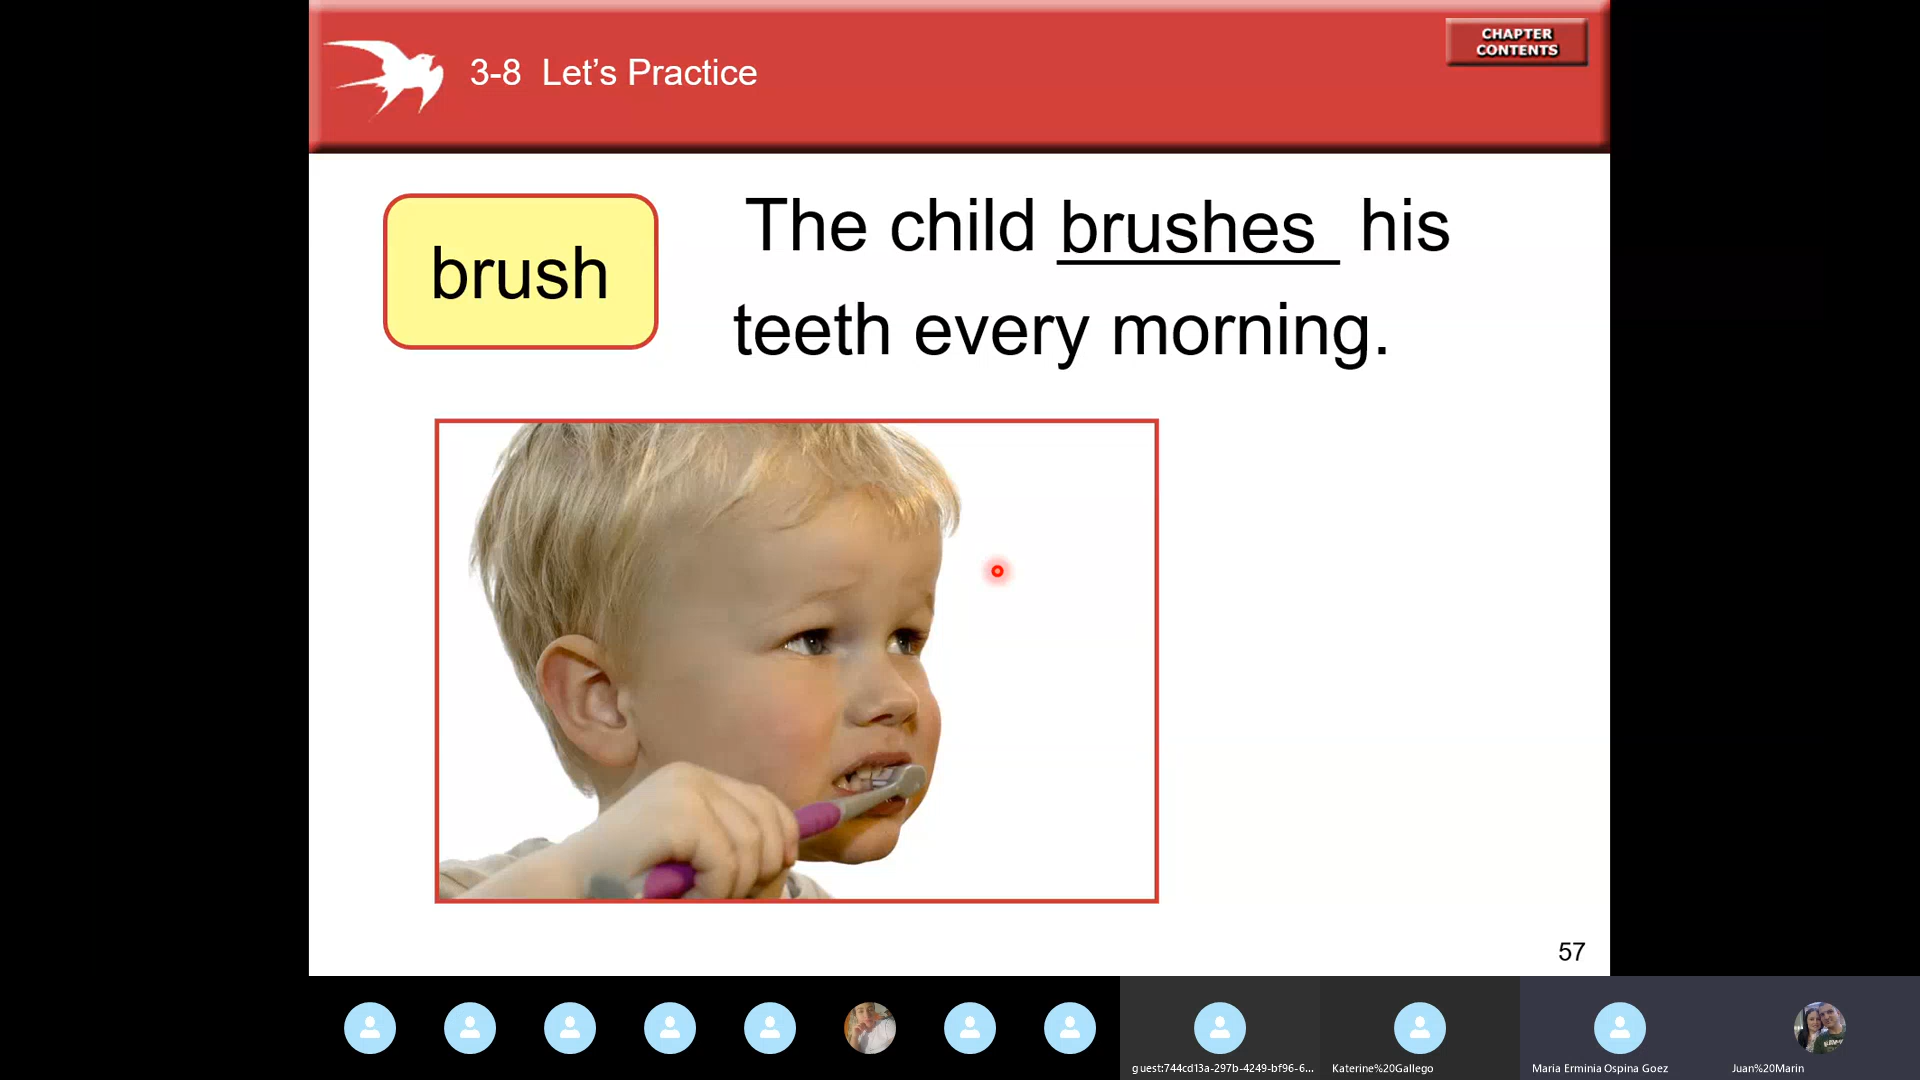 3-8 Let’s Practice
CHAPTER
CONTENTS
brush
The child brushes his
teeth every morning.
57
guest:744cd13a-297b-4249-bf96-6...
Katerine%20Gallego
Maria Erminia Ospina Goez
Juan%20Marin